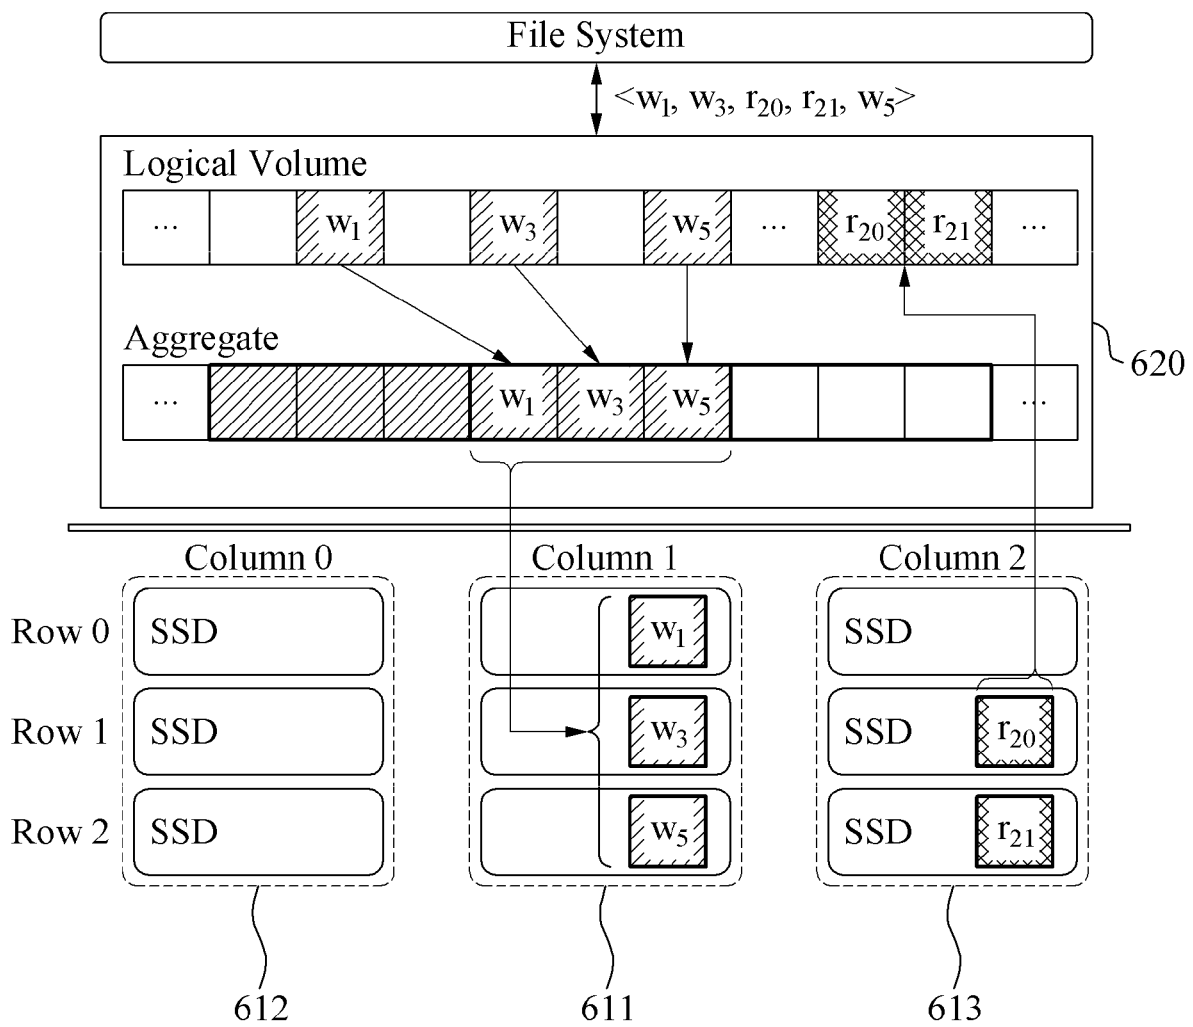 File System
<w1, w3, r20, r21, w5>
Logical Volume
... w1 w3 w5 ... r20 r21 ...
Aggregate
620
... w1 w3 w5 ...
Column 0 Column 1 Column 2
Row 0 SSD w1 SSD
Row 1 SSD w3 SSD r20
Row 2 SSD w5 SSD r21
612 611 613